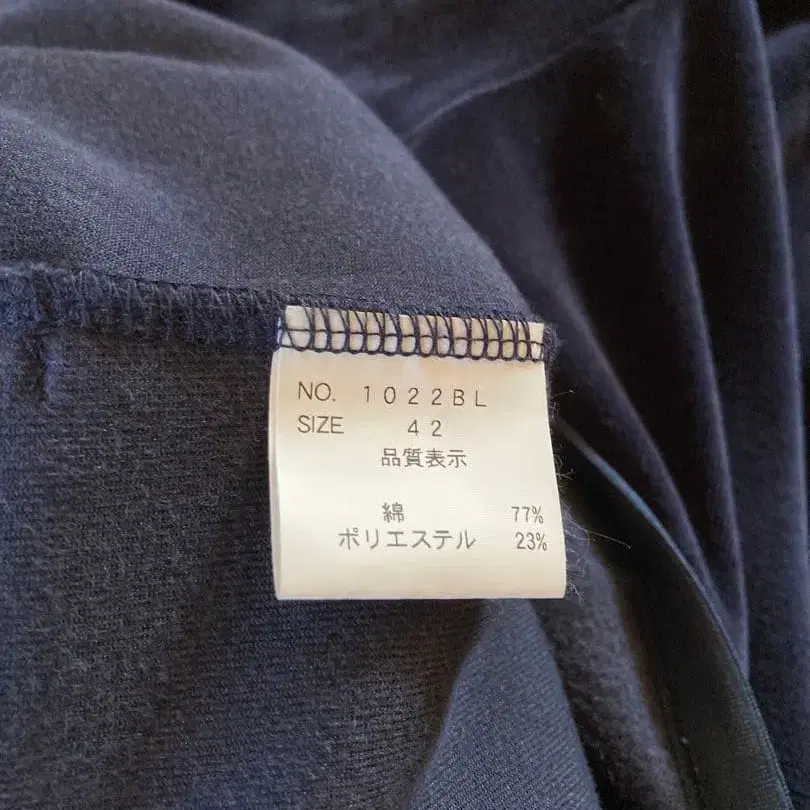 NO. 1022BL
SIZE 42
品質表示
綿 77%
ポリエステル 23%